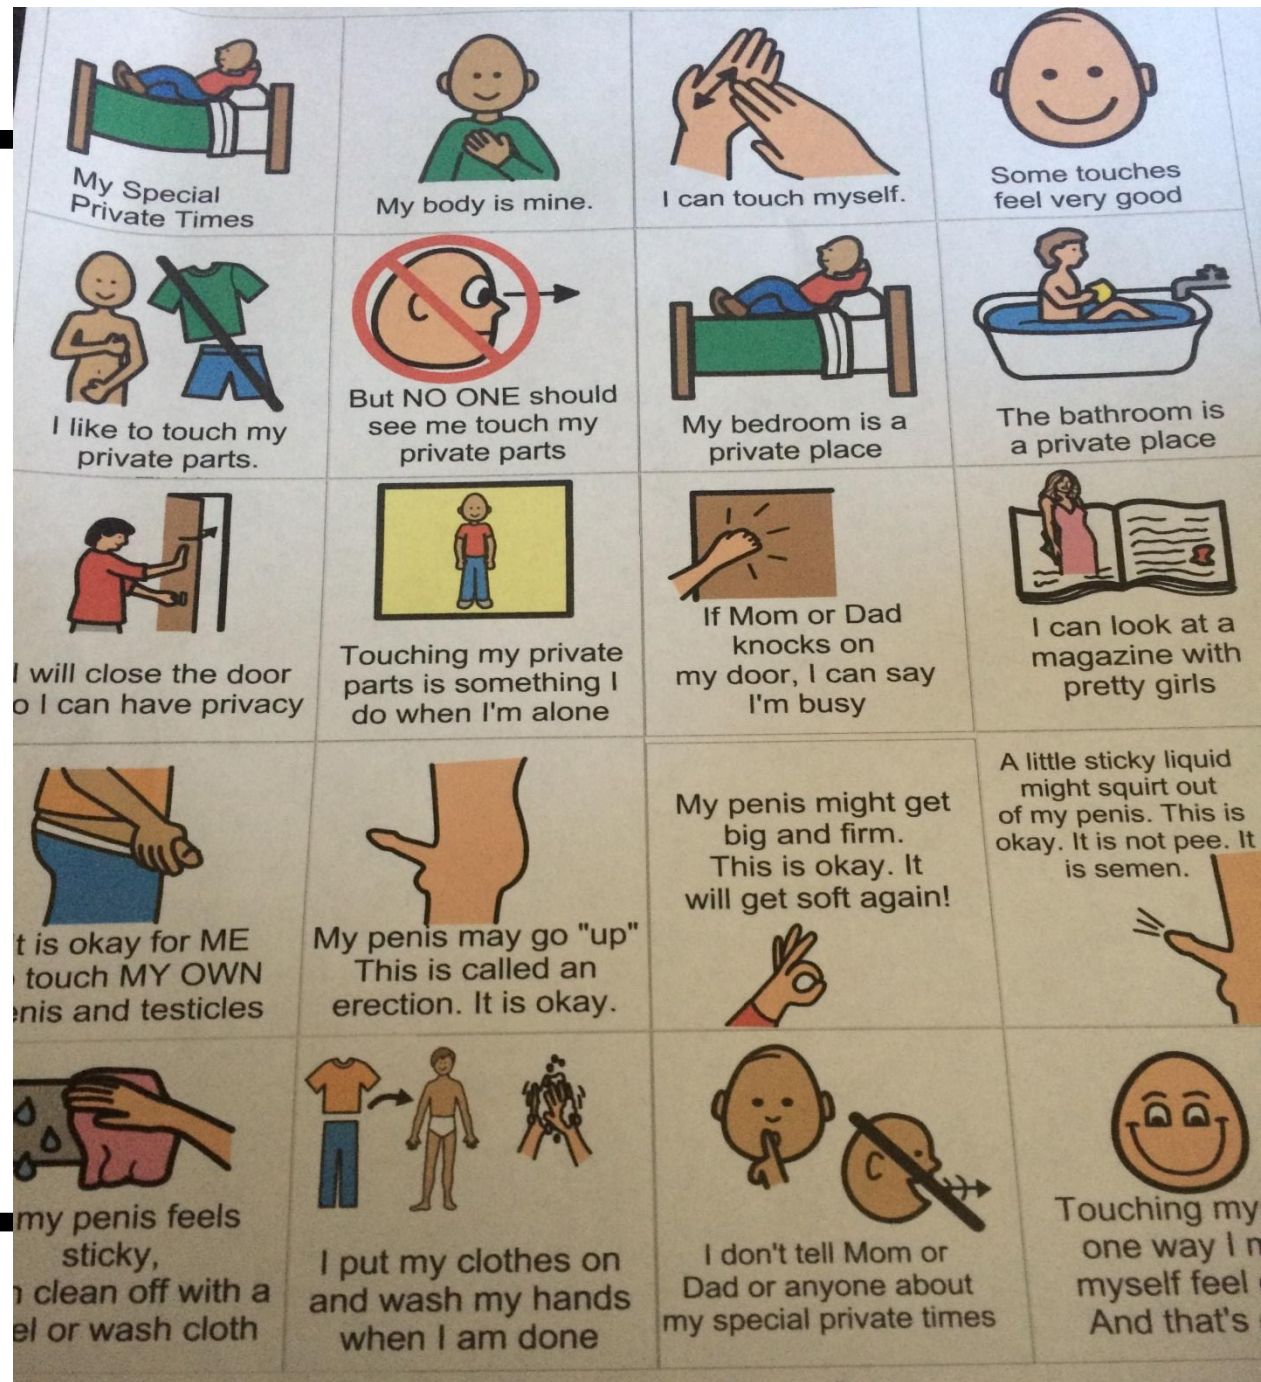 My Special
Private Times
My body is mine.
I can touch myself.
Some touches
feel very good
I like to touch my
private parts.
But NO ONE should
see me touch my
private parts
My bedroom is a
private place
The bathroom is
a private place
I will close the door
o I can have privacy
Touching my private
parts is something I
do when I'm alone
If Mom or Dad
knocks on
my door, I can say
I'm busy
I can look at a
magazine with
pretty girls
t is okay for ME
touch MY OWN
enis and testicles
My penis may go "up"
This is called an
erection. It is okay.
My penis might get
big and firm.
This is okay. It
will get soft again!
A little sticky liquid
might squirt out
of my penis. This is
okay. It is not pee. It
is semen.
my penis feels
sticky,
n clean off with a
el or wash cloth
I put my clothes on
and wash my hands
when I am done
I don't tell Mom or
Dad or anyone about
my special private times
Touching my
one way I
myself feel
And that's